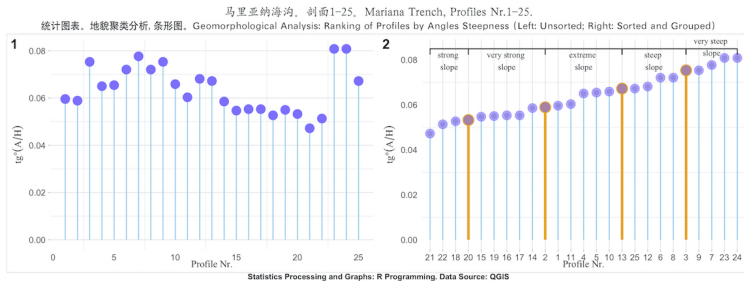 马里亚纳海沟。剖面1-25。Mariana Trench, Profiles Nr.1-25.
统计图表。地貌聚类分析, 条形图。Geomorphological Analysis: Ranking of Profiles by Angles Steepness (Left: Unsorted; Right: Sorted and Grouped)
1
0.08
0.06
0.04
0.02
0.00
tg°(A/H)
0 5 10 15 20 25
Profile Nr.
2
strong slope
very strong slope
extreme slope
steep slope
very steep slope
0.08
0.06
0.04
0.02
0.00
tg°(A/H)
21 22 18 20 15 19 16 17 14 2 1 11 4 5 10 13 25 12 6 8 3 9 7 23 24
Profile Nr.
Statistics Processing and Graphs: R Programming. Data Source: QGIS